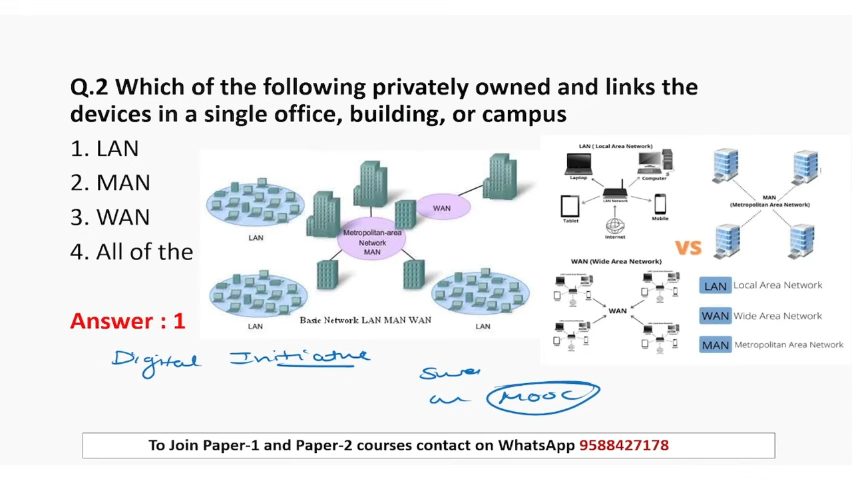 Q.2 Which of the following privately owned and links the
devices in a single office, building, or campus
1. LAN
2. MAN
3. WAN
4. All of the
Answer : 1
LAN
WAN
Metropolitan-area
Network
MAN
LAN
LAN
Basic Network LAN MAN WAN
LAN ( Local Area Network)
Laptop
Computer
LAN Network
Tablet
Mobile
Internet
MAN
(Metropolitan Area Network)
VS
WAN (Wide Area Network)
WAN
LAN Local Area Network
WAN Wide Area Network
MAN Metropolitan Area Network
Digital Initiative
MOOC
To Join Paper-1 and Paper-2 courses contact on WhatsApp 9588427178